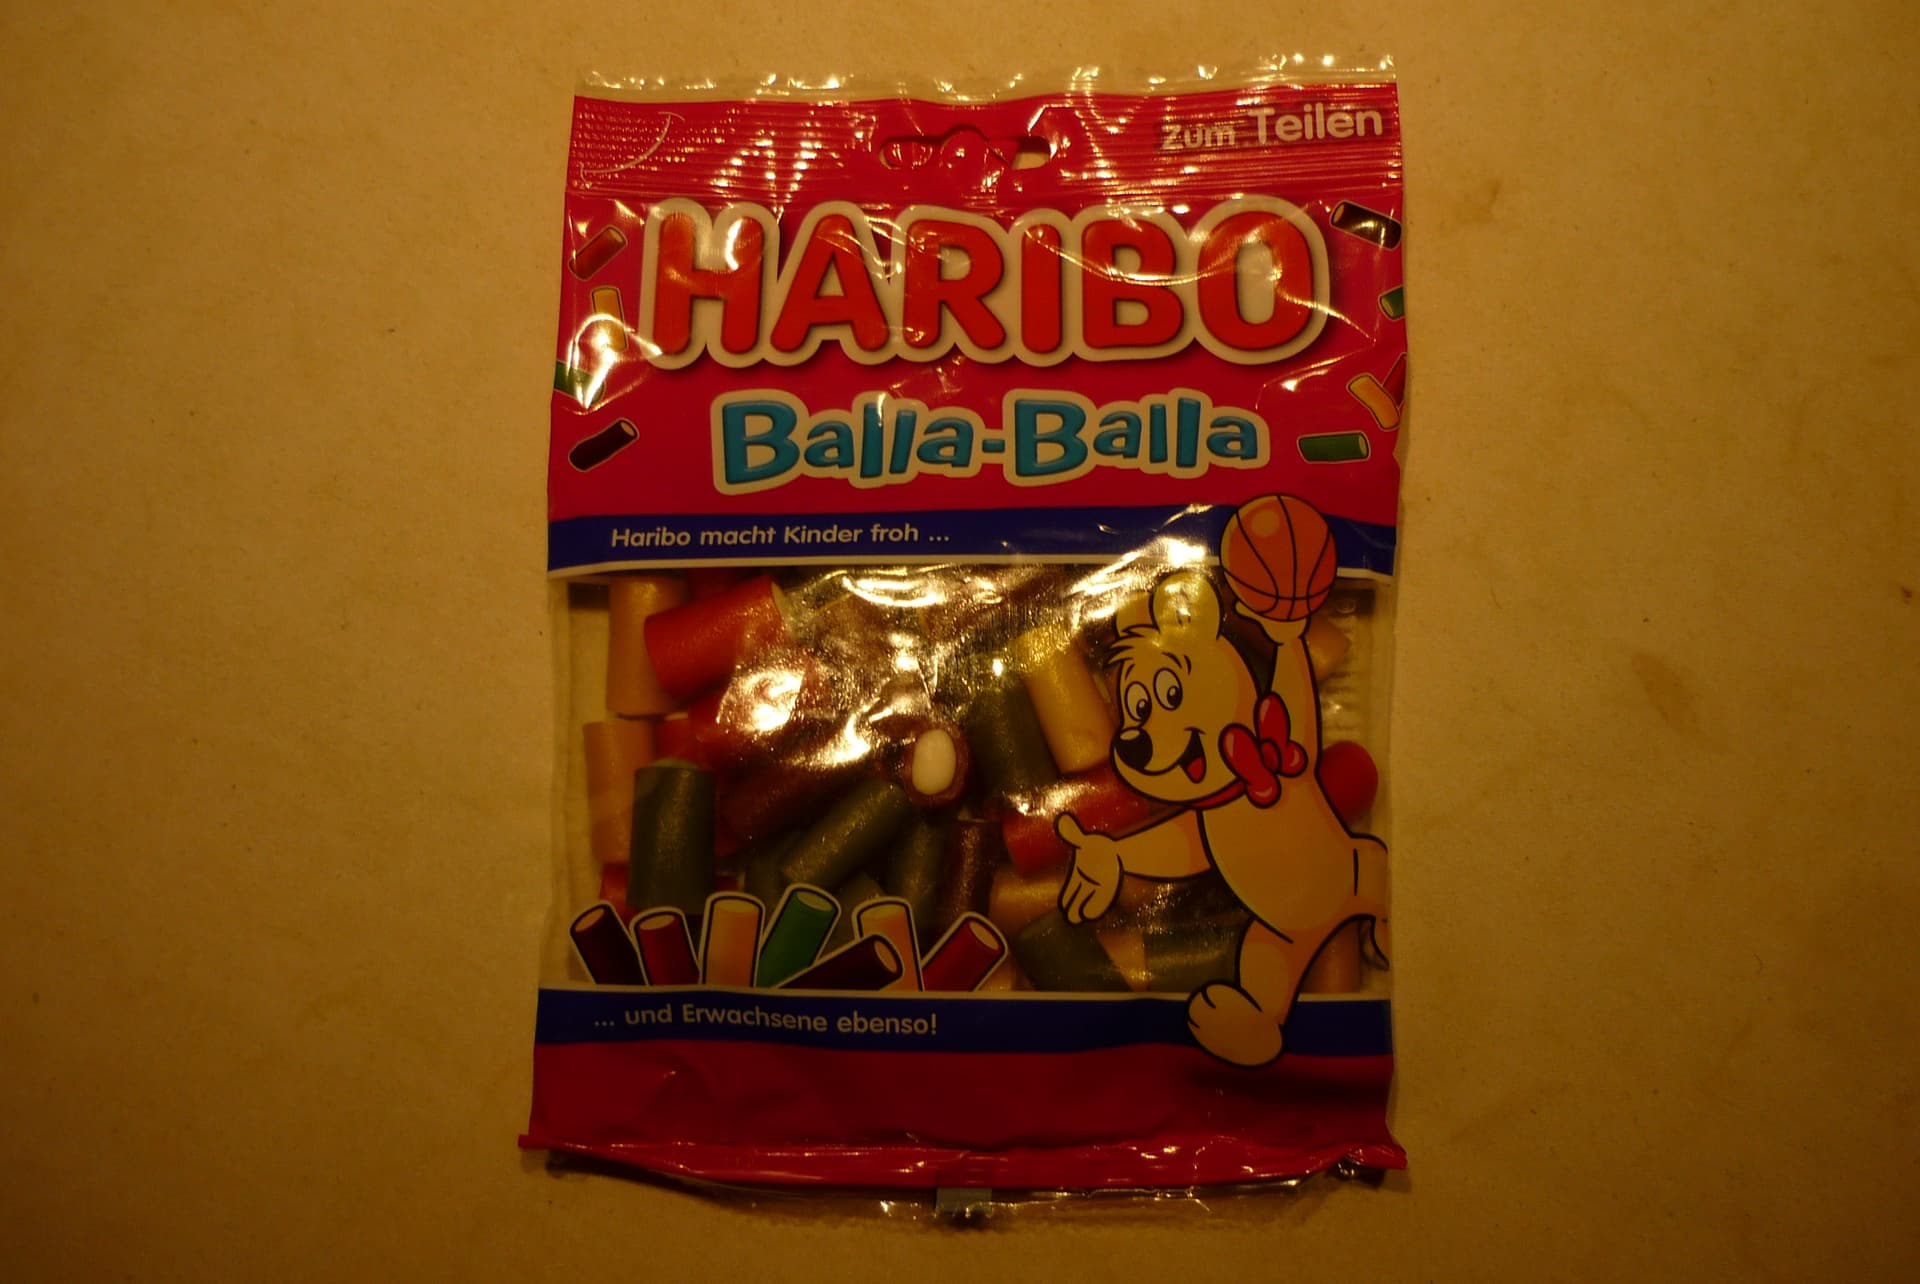 zum Teilen
HARIBO
Balla-Balla
Haribo macht Kinder froh ...
... und Erwachsene ebenso!